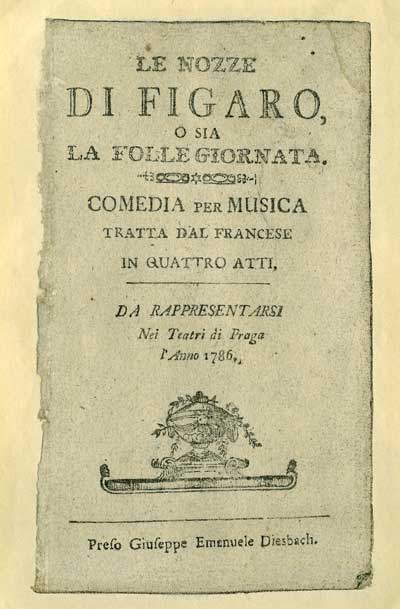 LE NOZZE
DI FIGARO,
O SIA
LA FOLLE GIORNATA.
COMEDIA PER MUSICA
TRATTA DAL FRANCESE
IN QUATTRO ATTI,
DA RAPPRESENTARSI
Nei Teatri di Praga
l'Anno 1786.
Preſo Giuſeppe Emanuele Diesbach.